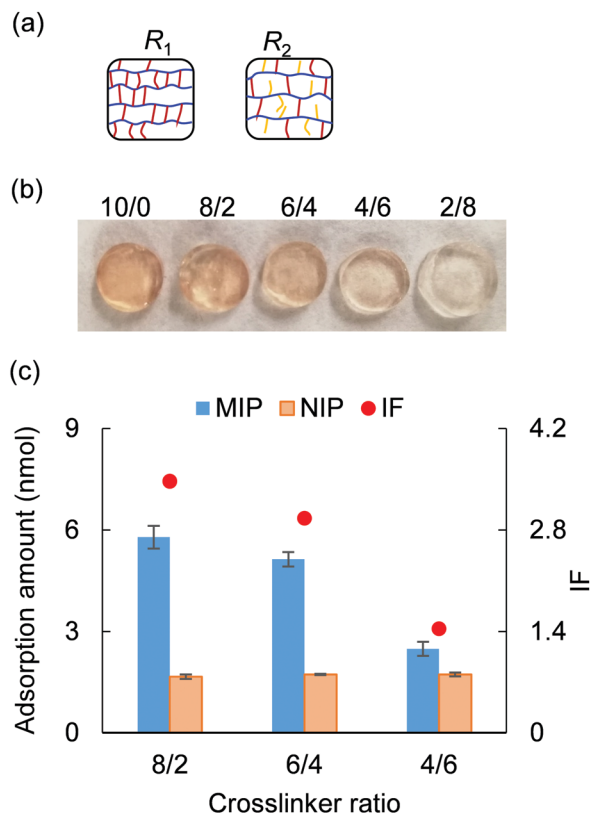 (a)
R1 R2
(b)
10/0 8/2 6/4 4/6 2/8
(c)
MIP NIP IF
9 4.2
6 2.8
3 1.4
0 0
Adsorption amount (nmol)
IF
8/2 6/4 4/6
Crosslinker ratio